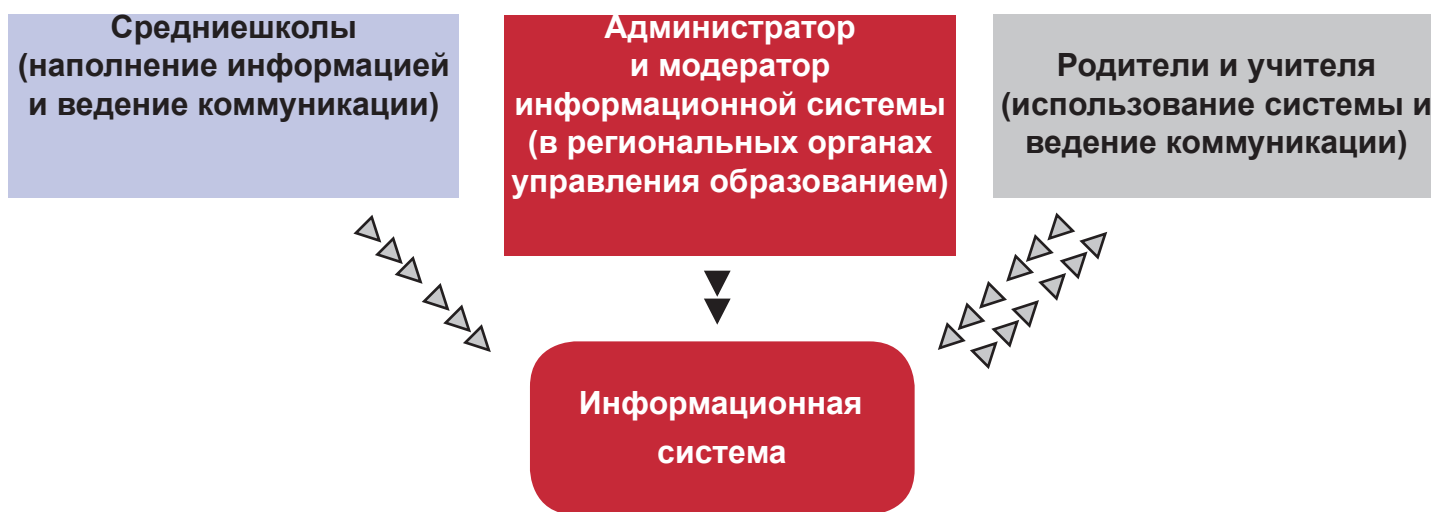 Средниешколы
(наполнение информацией
и ведение коммуникации)
Администратор
и модератор
информационной системы
(в региональных органах
управления образованием)
Родители и учителя
(использование системы и
ведение коммуникации)
Информационная
система